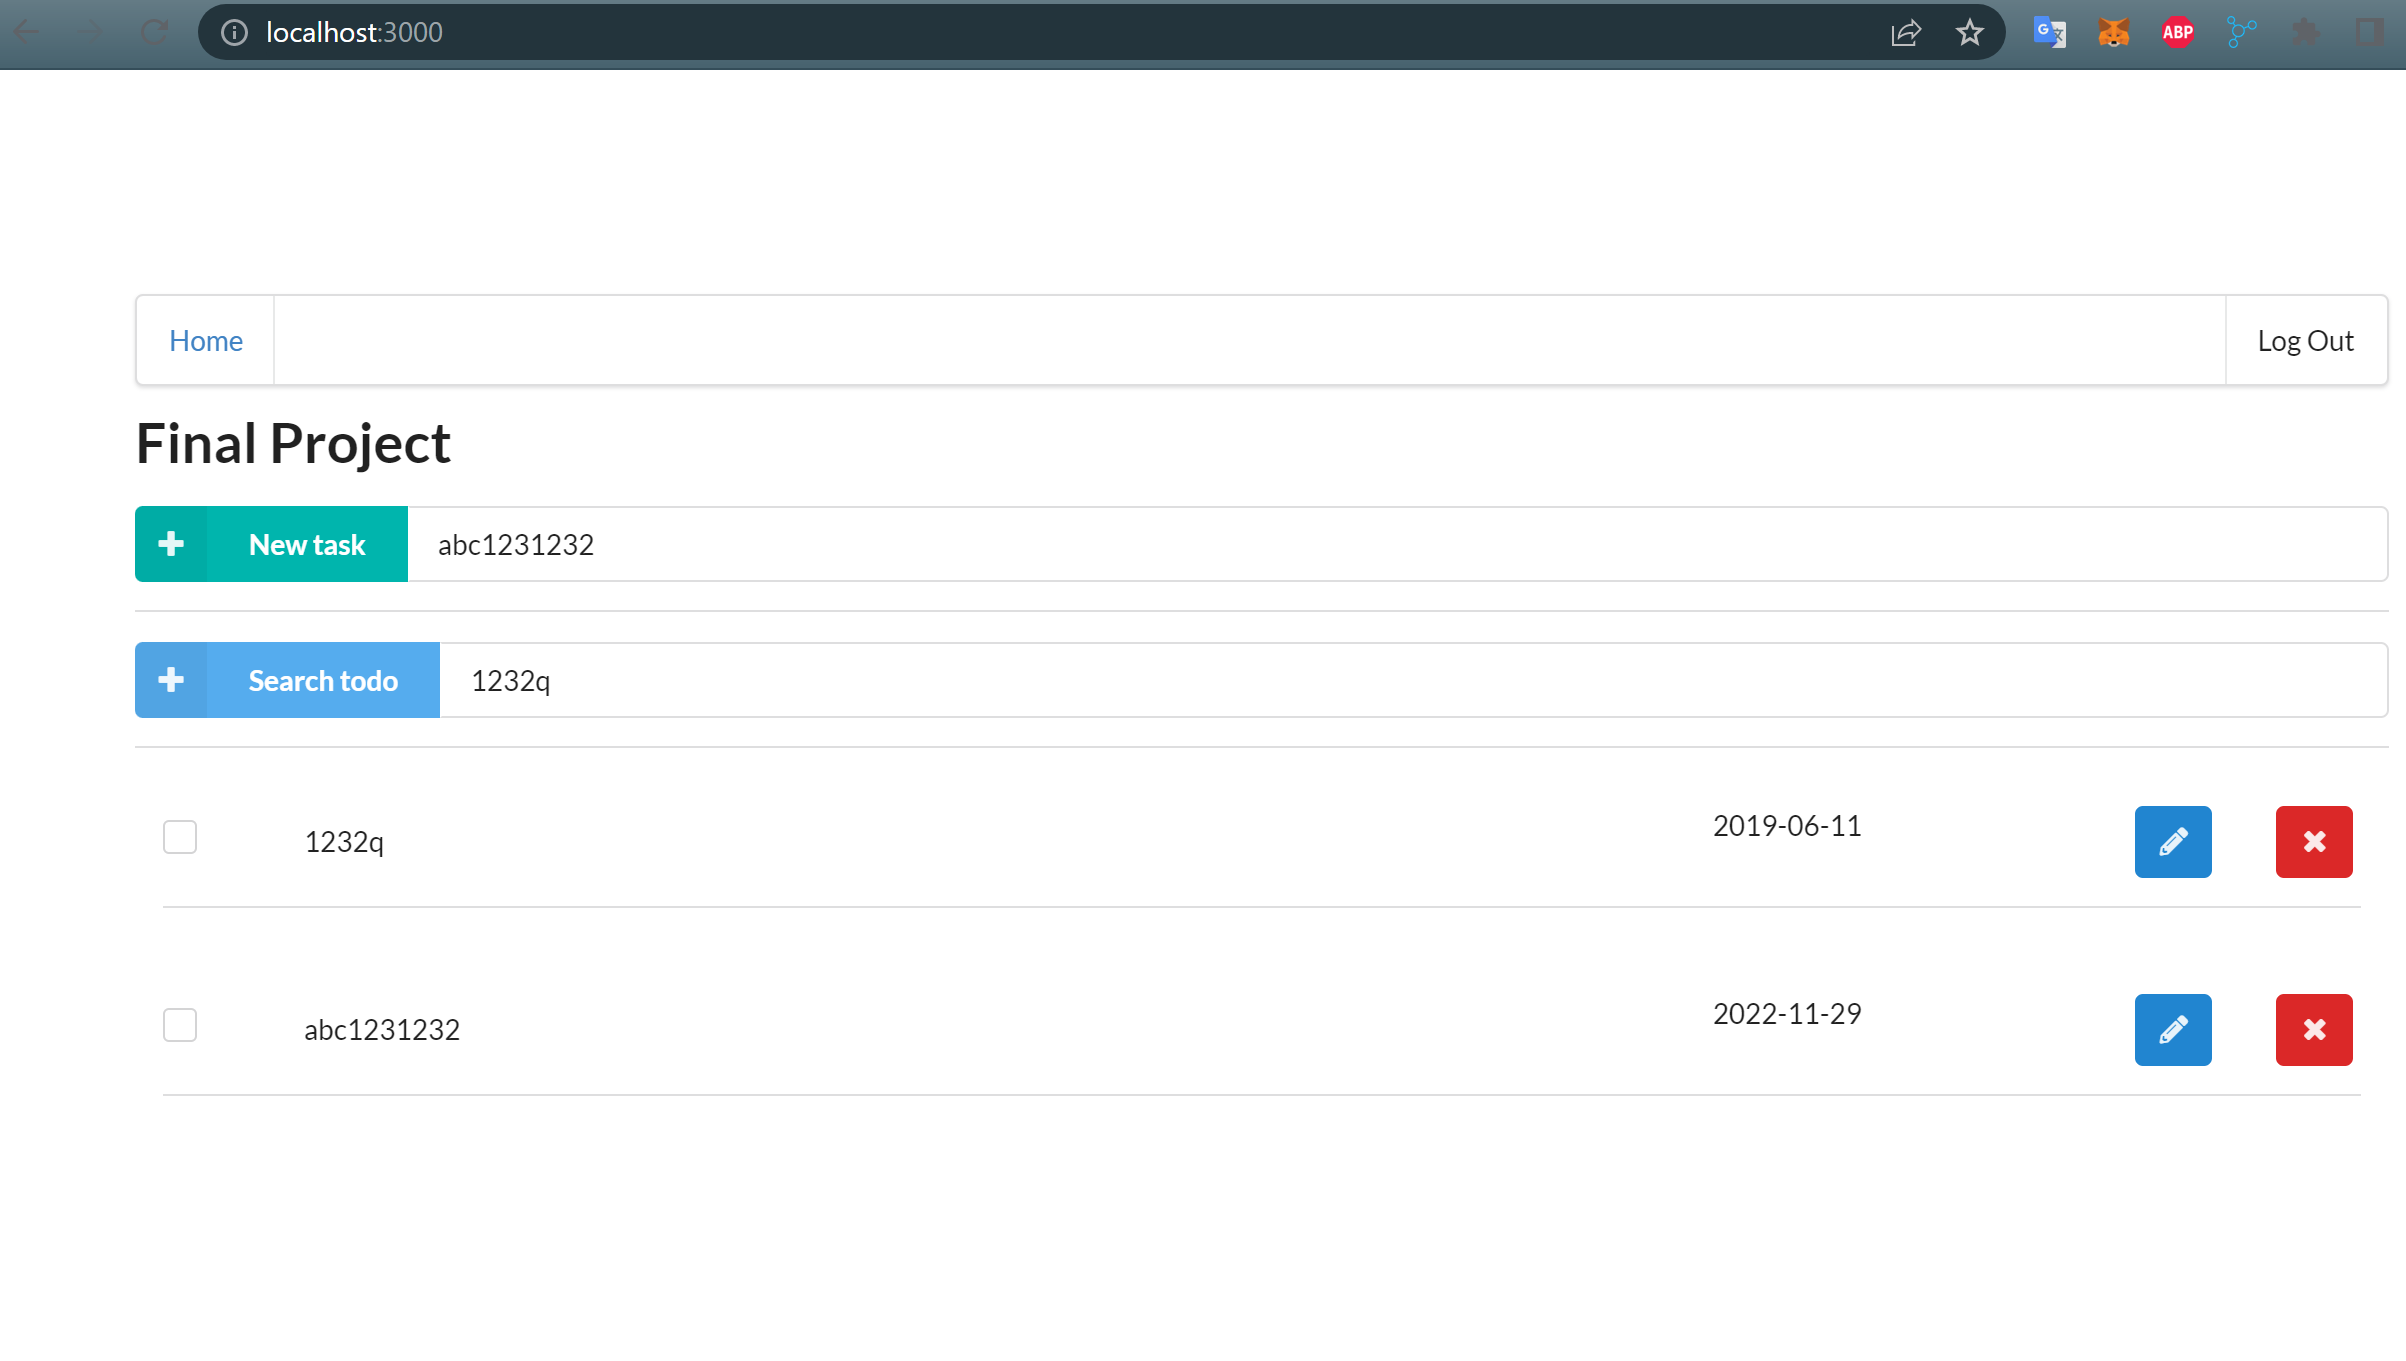 localhost:3000
ABP
Home
Log Out
Final Project
New task
abc1231232
Search todo
1232q
1232q
2019-06-11
abc1231232
2022-11-29